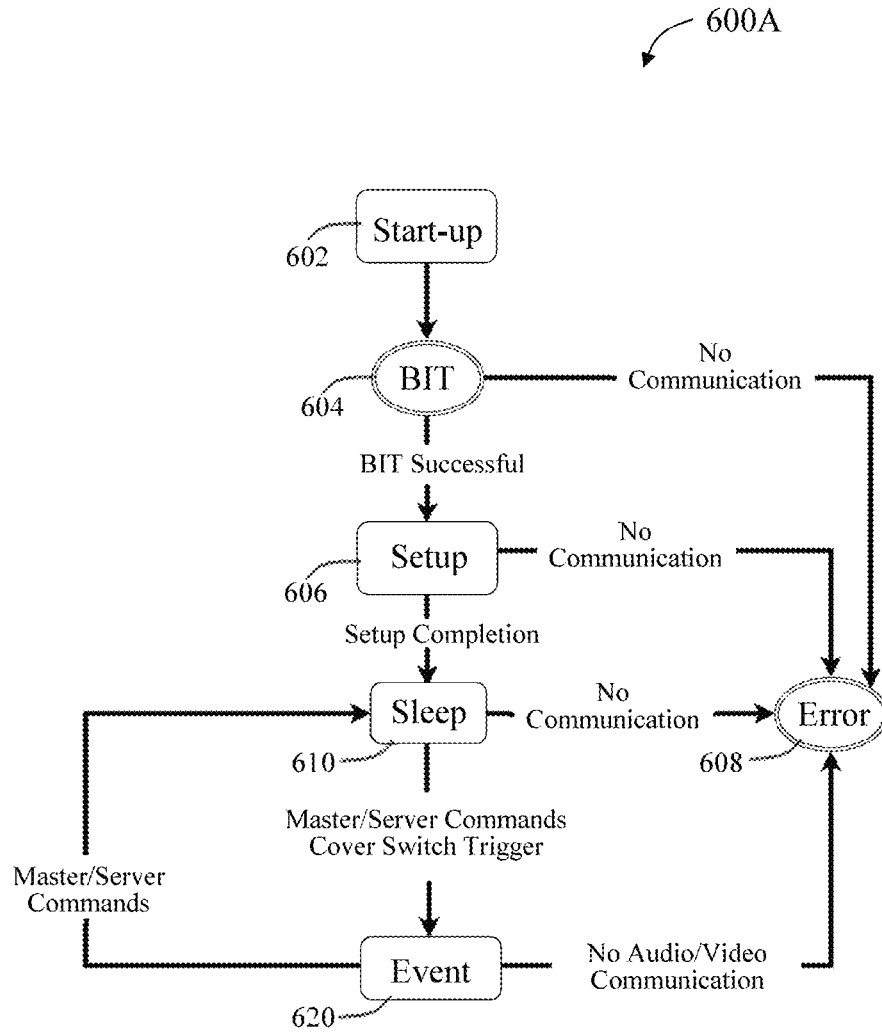 600A
Start-up
602
BIT
604
No
Communication
BIT Successful
Setup
606
No
Communication
Setup Completion
Sleep
610
No
Communication
Error
608
Master/Server Commands
Cover Switch Trigger
Master/Server
Commands
Event
620
No Audio/Video
Communication